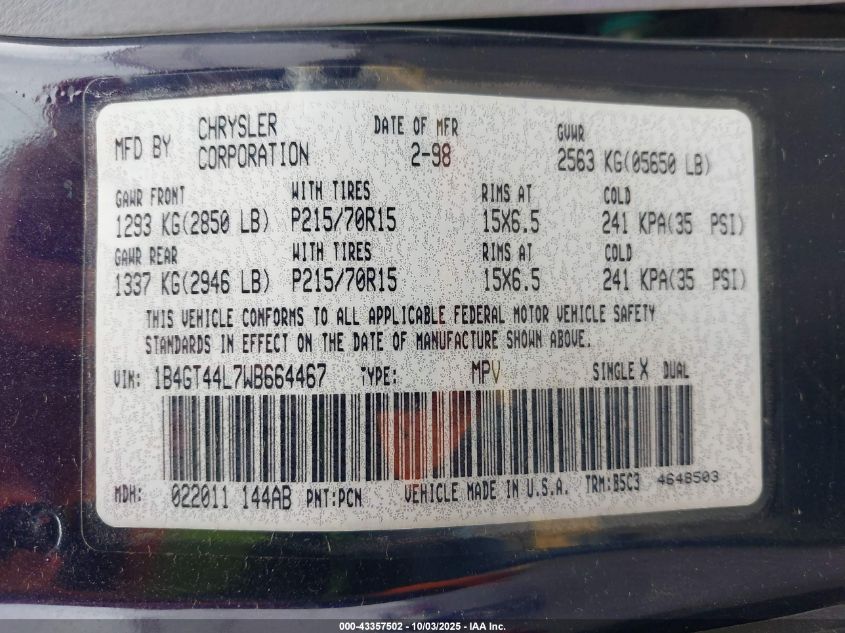 MFD BY CHRYSLER CORPORATION DATE OF MFR 2-98 GVWR 2563 KG(05650 LB)
GAWR FRONT WITH TIRES RIMS AT COLD
1293 KG(2850 LB) P215/70R15 15X6.5 241 KPA(35 PSI)
GAWR REAR WITH TIRES RIMS AT COLD
1337 KG(2946 LB) P215/70R15 15X6.5 241 KPA(35 PSI)
THIS VEHICLE CONFORMS TO ALL APPLICABLE FEDERAL MOTOR VEHICLE SAFETY
STANDARDS IN EFFECT ON THE DATE OF MANUFACTURE SHOWN ABOVE.
VIN: 1B4GT44L7WB664467 TYPE: MPV SINGLE X DUAL
MDH: 022011 144AB PNT:PCN VEHICLE MADE IN U.S.A. TRM:B5C3 4648503
000-43357502 - 10/03/2025 - IAA Inc.